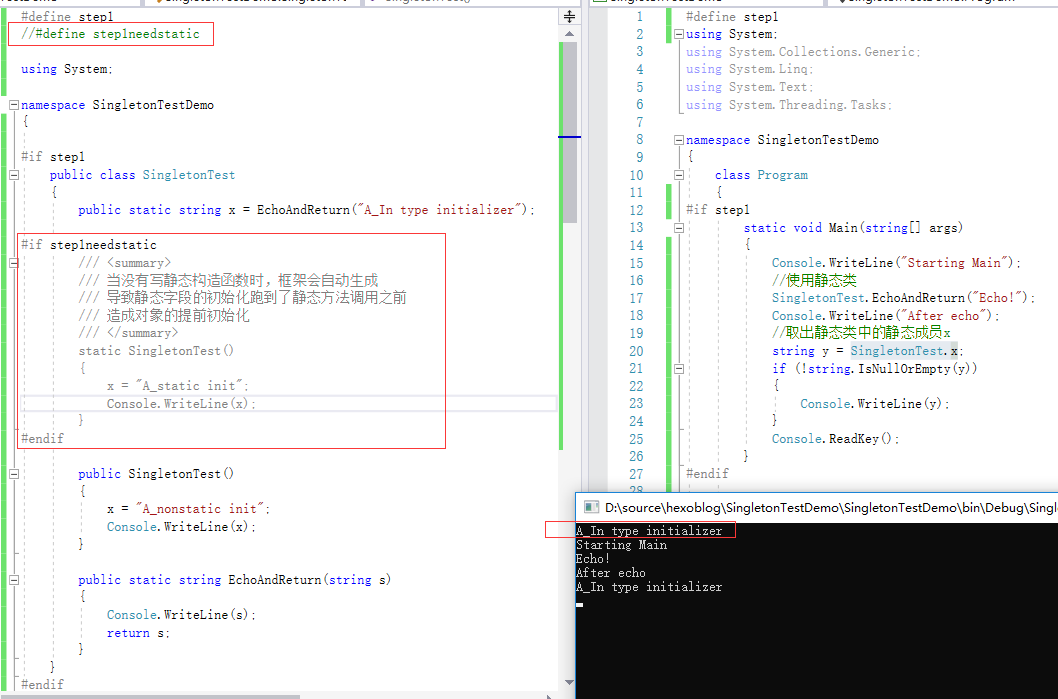 #define step1
//#define step1needstatic
using System;
namespace SingletonTestDemo
{
#if step1
public class SingletonTest
{
public static string x = EchoAndReturn("A_In type initializer");
#if step1needstatic
/// <summary>
/// 当没有写静态构造函数时，框架会自动生成
/// 导致静态字段的初始化跑到了静态方法调用之前
/// 造成对象的提前初始化
/// </summary>
static SingletonTest()
{
x = "A_static init";
Console.WriteLine(x);
}
#endif
public SingletonTest()
{
x = "A_nonstatic init";
Console.WriteLine(x);
}
public static string EchoAndReturn(string s)
{
Console.WriteLine(s);
return s;
}
}
#endif
1 #define step1
2 using System;
3 using System.Collections.Generic;
4 using System.Linq;
5 using System.Text;
6 using System.Threading.Tasks;
7
8 namespace SingletonTestDemo
9 {
10 class Program
11 {
12 #if step1
13 static void Main(string[] args)
14 {
15 Console.WriteLine("Starting Main");
16 //使用静态类
17 SingletonTest.EchoAndReturn("Echo!");
18 Console.WriteLine("After echo");
19 //取出静态类中的静态成员x
20 string y = SingletonTest.x;
21 if (!string.IsNullOrEmpty(y))
22 {
23 Console.WriteLine(y);
24 }
25 Console.ReadKey();
26 }
27 #endif
28
D:\source\hexoblog\SingletonTestDemo\SingletonTestDemo\bin\Debug\Singl
A_In type initializer
Starting Main
Echo!
After echo
A_In type initializer